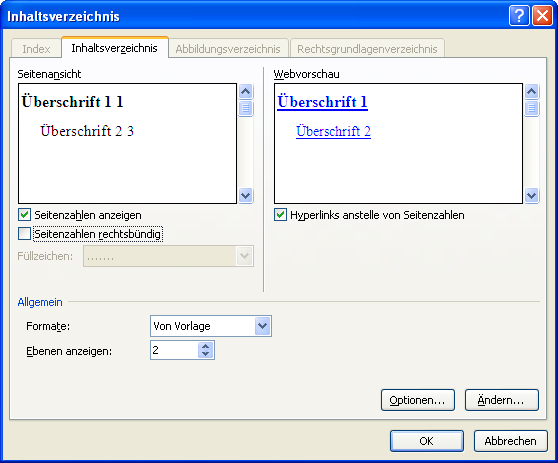 Inhaltsverzeichnis
Index Inhaltsverzeichnis Abbildungsverzeichnis Rechtsgrundlagenverzeichnis
Seitenansicht Webvorschau
Überschrift 1 1 Überschrift 1
Überschrift 2 3 Überschrift 2
Seitenzahlen anzeigen Hyperlinks anstelle von Seitenzahlen
Seitenzahlen rechtsbündig
Füllzeichen: .......
Allgemein
Formate: Von Vorlage
Ebenen anzeigen: 2
Optionen... Ändern...
OK Abbrechen